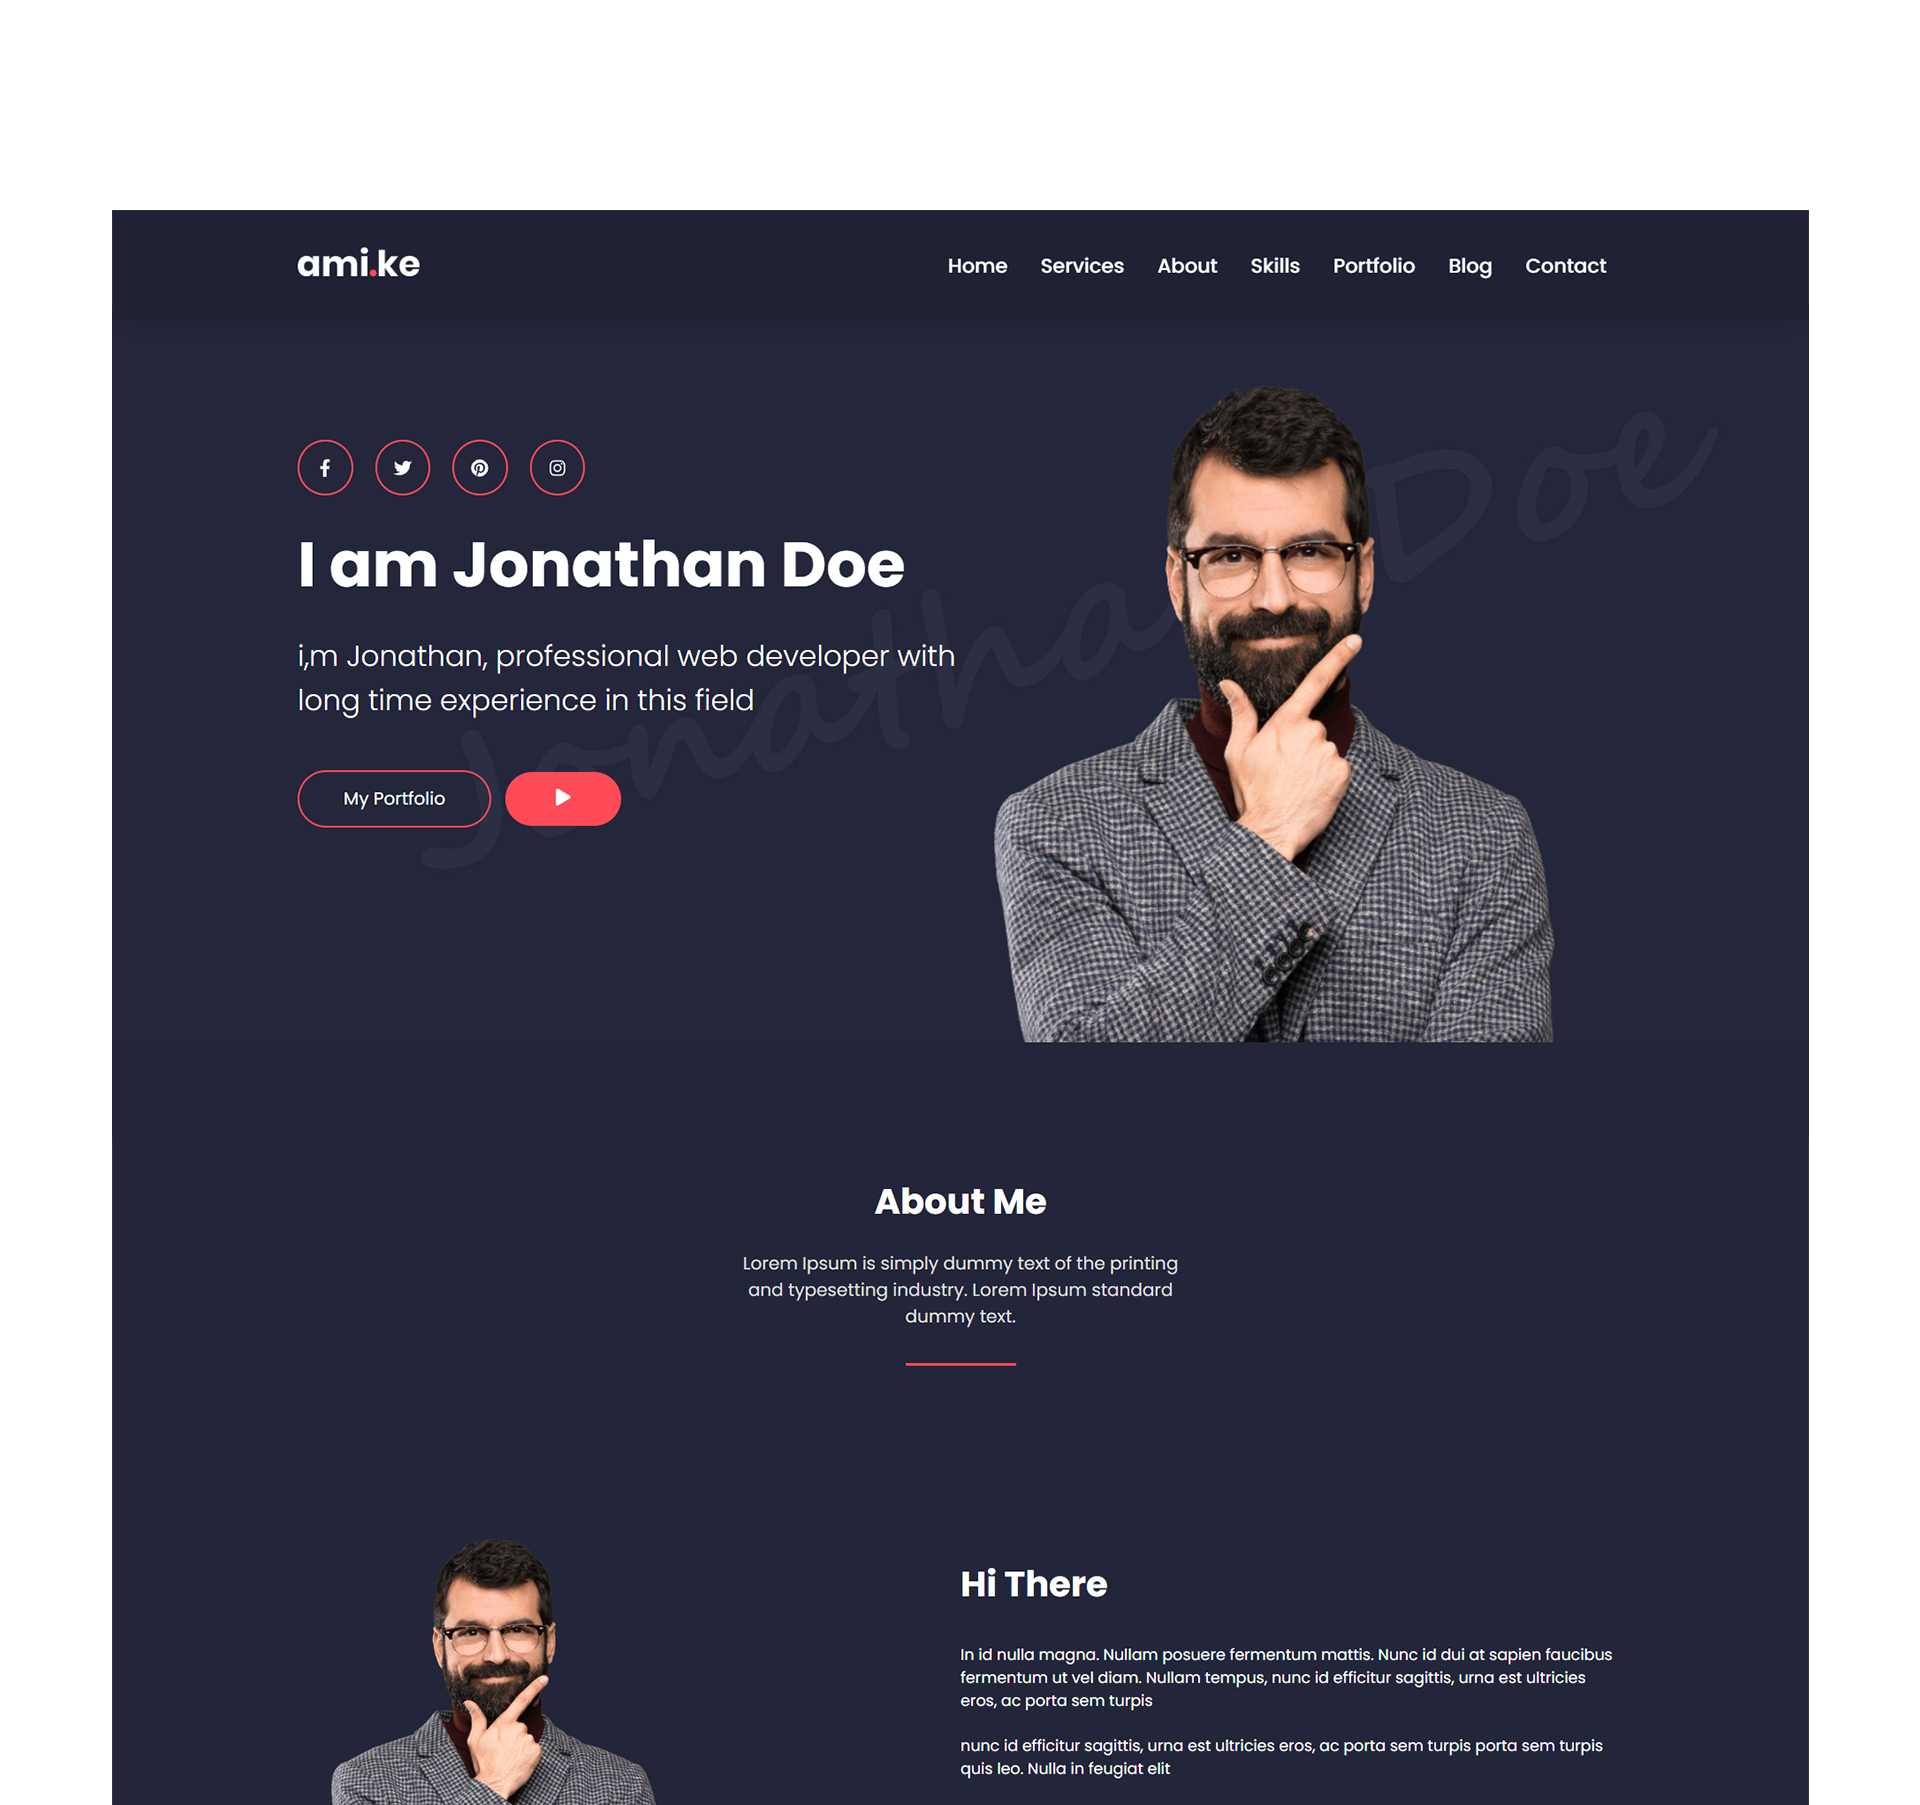 ami.ke
Home Services About Skills Portfolio Blog Contact
I am Jonathan Doe
Jonatha Doe
i,m Jonathan, professional web developer with
long time experience in this field
My Portfolio
About Me
Lorem Ipsum is simply dummy text of the printing
and typesetting industry. Lorem Ipsum standard
dummy text.
Hi There
In id nulla magna. Nullam posuere fermentum mattis. Nunc id dui at sapien faucibus
fermentum ut vel diam. Nullam tempus, nunc id efficitur sagittis, urna est ultricies
eros, ac porta sem turpis
nunc id efficitur sagittis, urna est ultricies eros, ac porta sem turpis porta sem turpis
quis leo. Nulla in feugiat elit